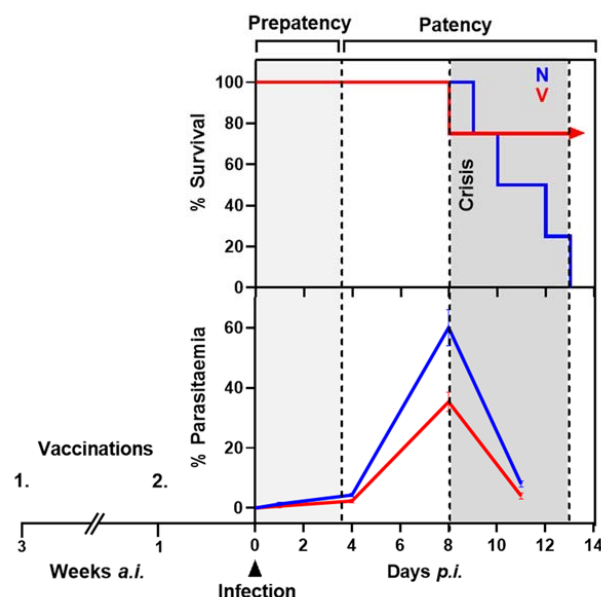 Prepatency Patency
100
80
60
40
20
0
% Survival
N
V
Crisis
60
40
20
0
% Parasitaemia
Vaccinations
1. 2.
3 1
Weeks a.i.
0 2 4 6 8 10 12 14
Infection
Days p.i.